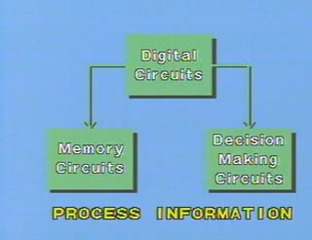 Digital
Circuits
Memory
Circuits
Decision
Making
Circuits
PROCESS INFORMATION